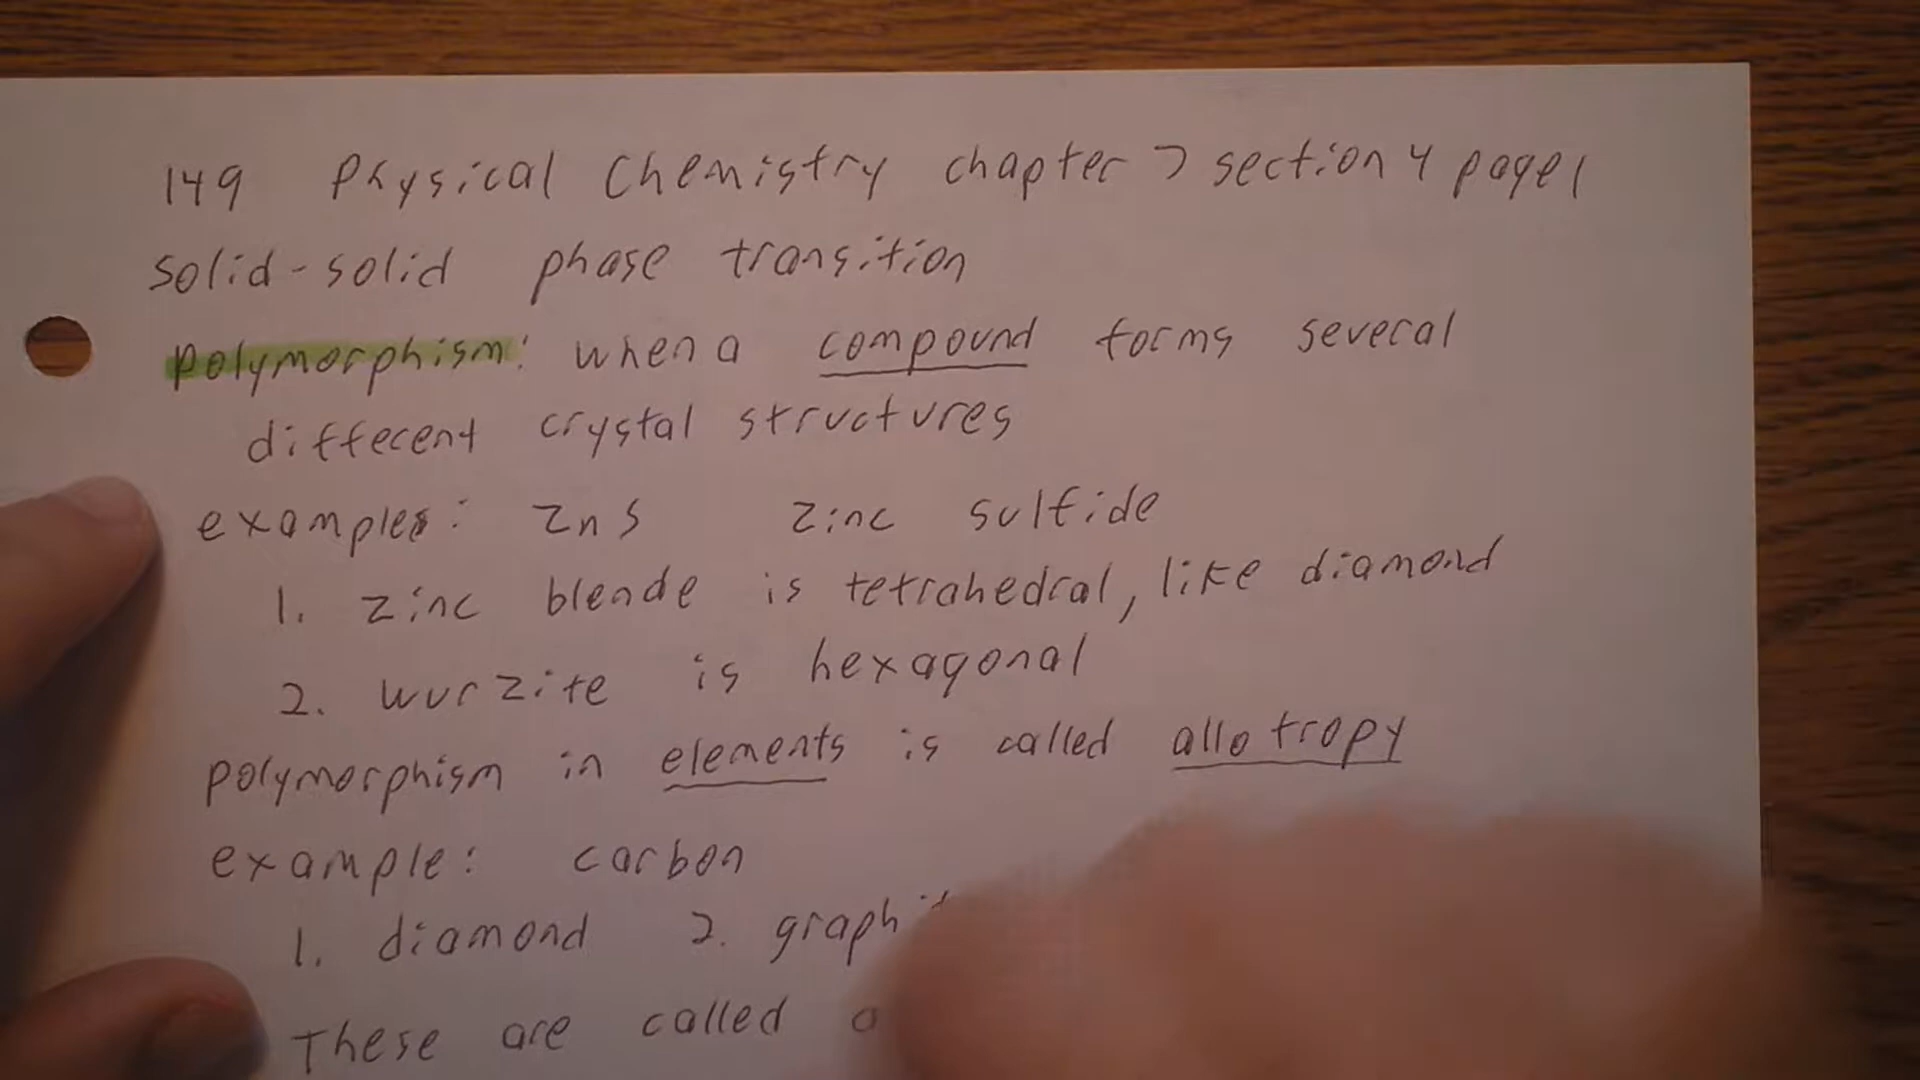 149 Physical Chemistry chapter 7 section 4 page 1
solid-solid phase transition
polymorphism: when a compound forms several
different crystal structures
examples: ZnS zinc sulfide
1. zinc blende is tetrahedral, like diamond
2. wurzite is hexagonal
polymorphism in elements is called allotropy
example: carbon
1. diamond 2.
These are called